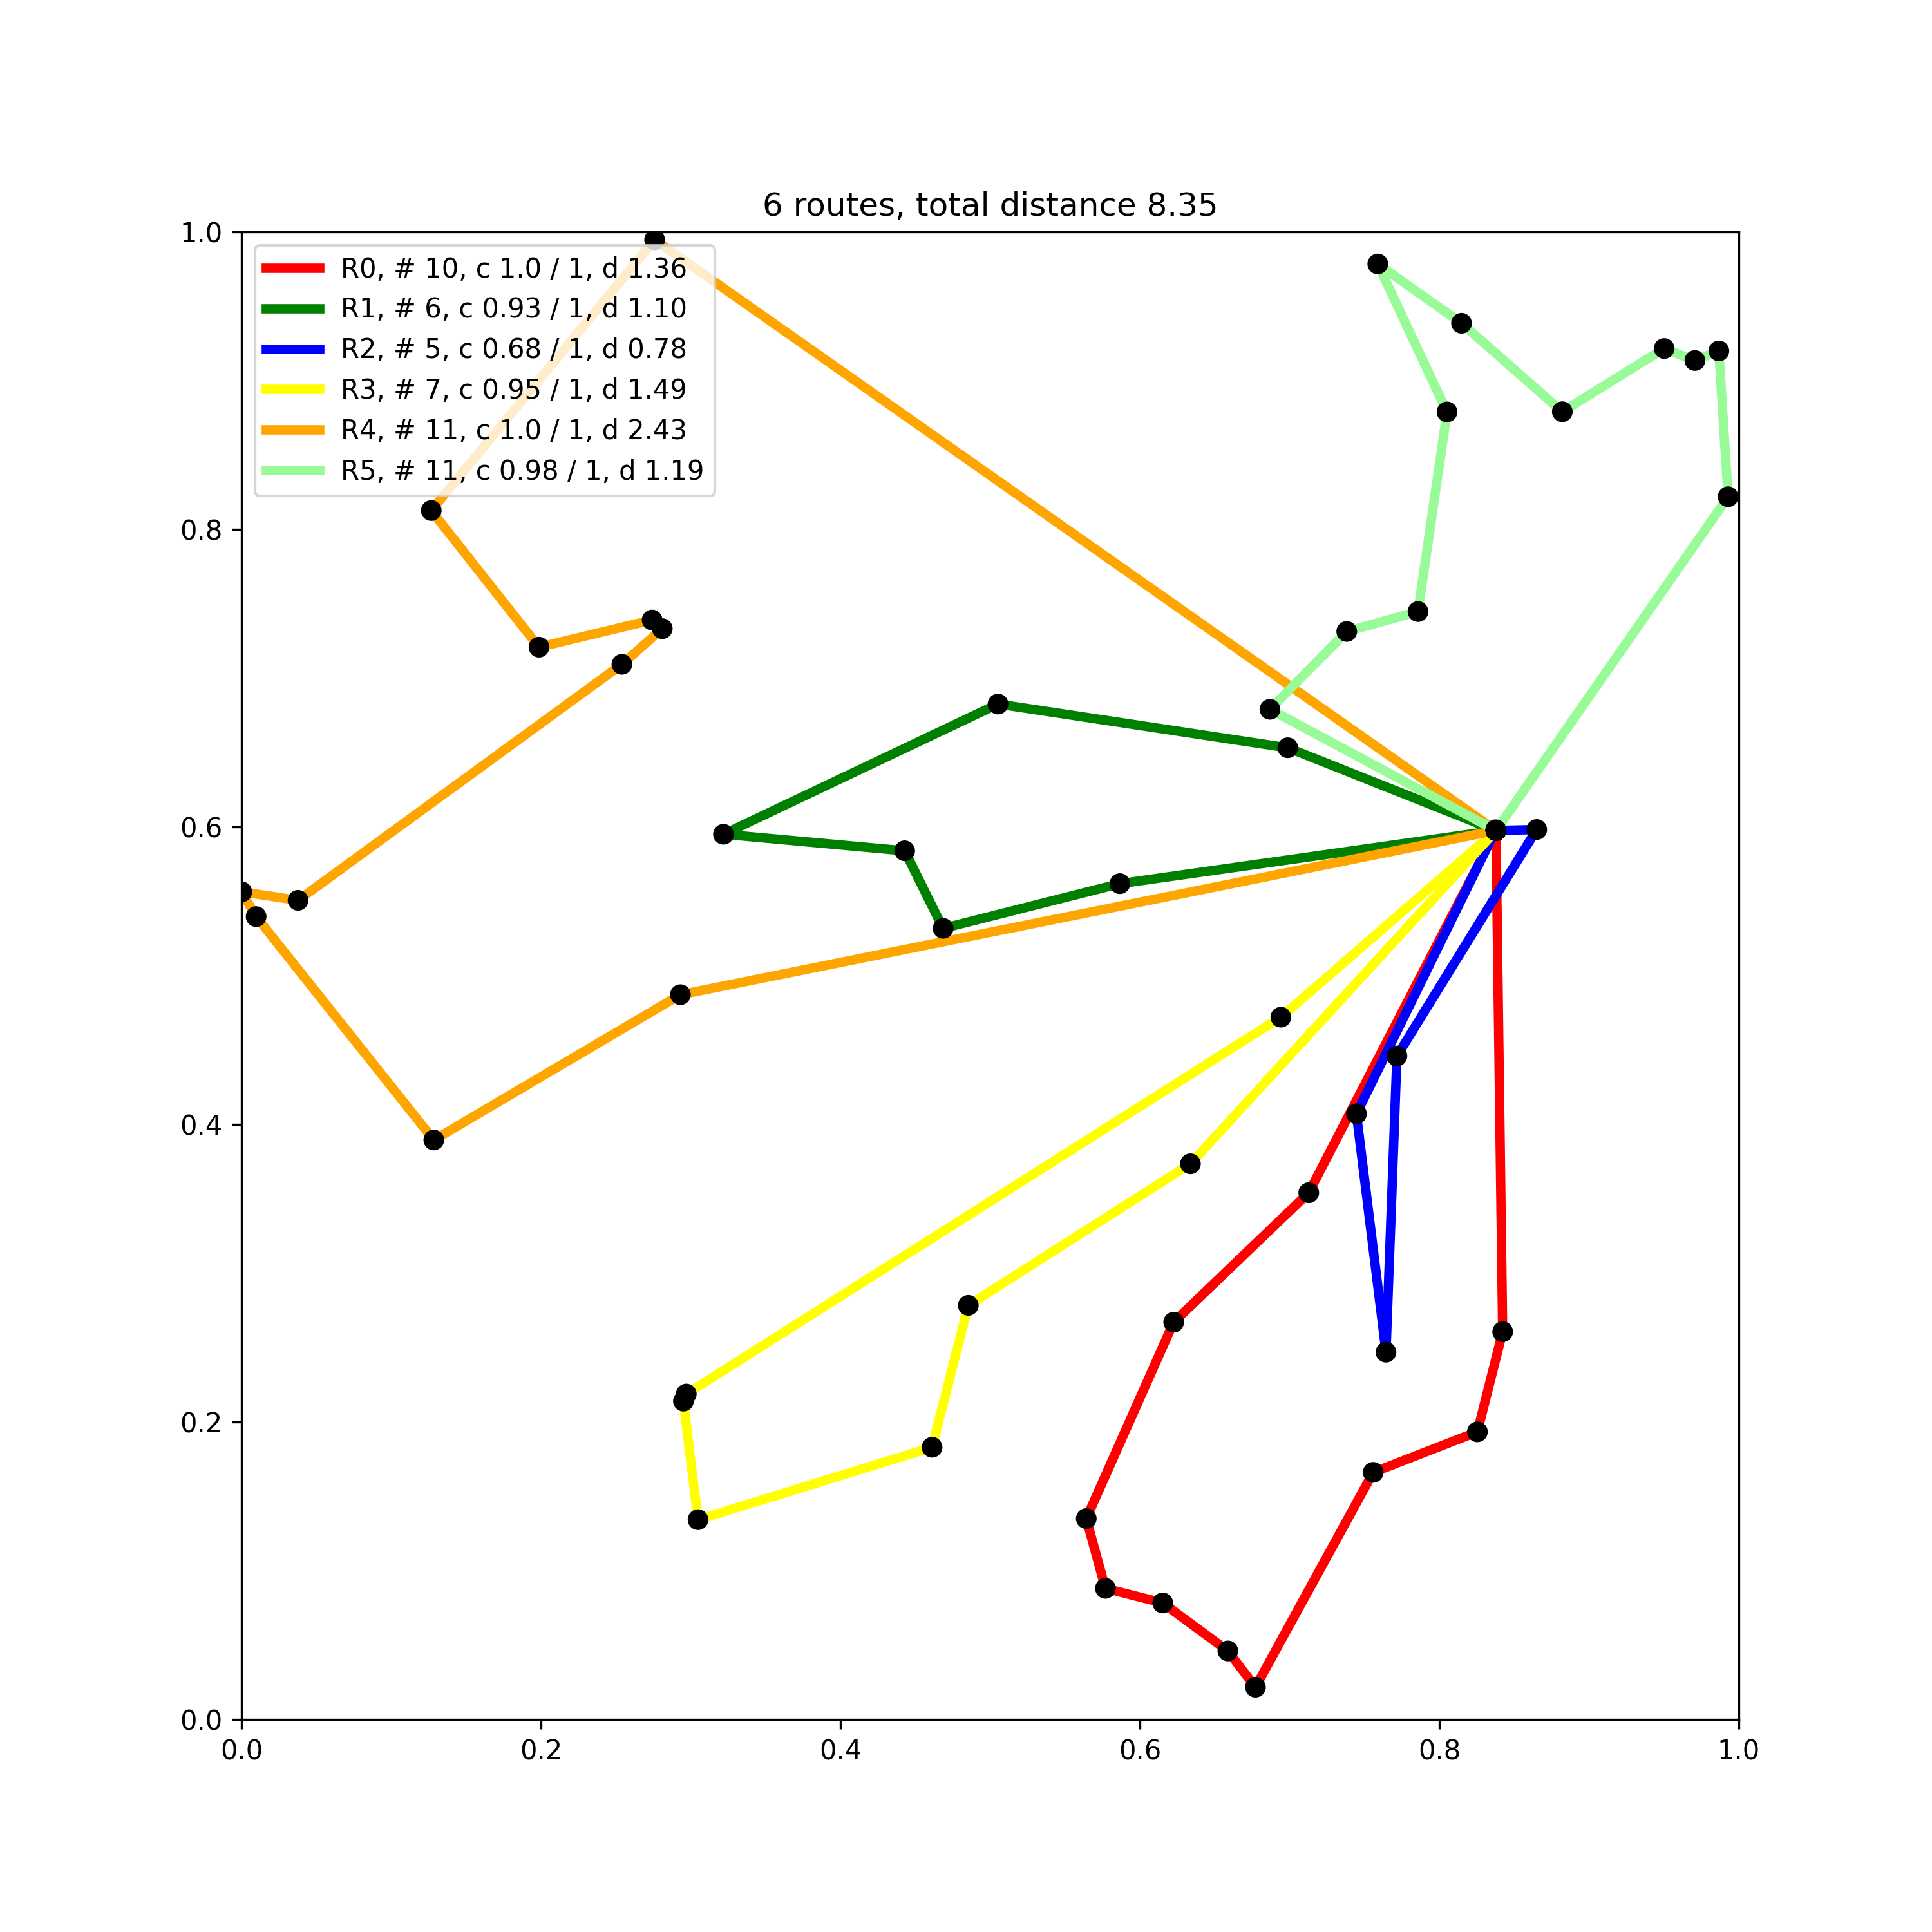 6 routes, total distance 8.35
1.0
R0, # 10, c 1.0 / 1, d 1.36
R1, # 6, c 0.93 / 1, d 1.10
R2, # 5, c 0.68 / 1, d 0.78
R3, # 7, c 0.95 / 1, d 1.49
R4, # 11, c 1.0 / 1, d 2.43
R5, # 11, c 0.98 / 1, d 1.19
0.8
0.6
0.4
0.2
0.0
0.0 0.2 0.4 0.6 0.8 1.0